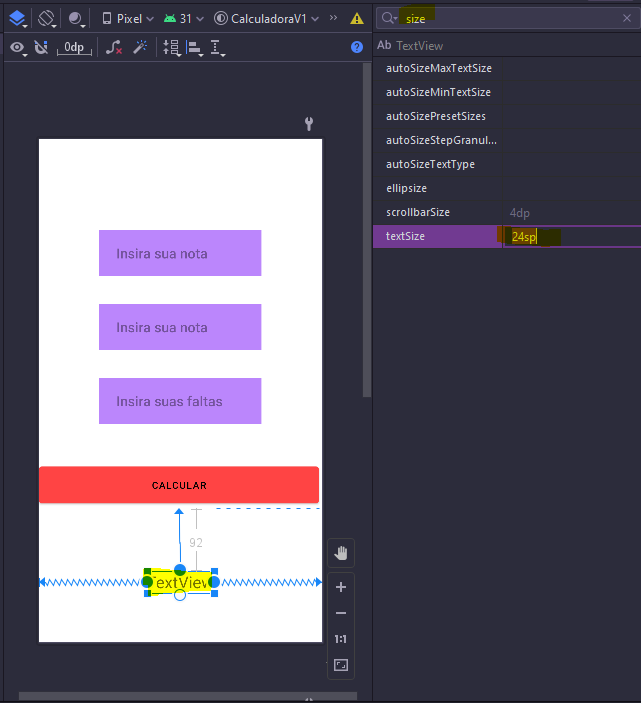 Pixel 31 CalculadoraV1 »
size
0dp
Ab TextView
autoSizeMaxTextSize
autoSizeMinTextSize
autoSizePresetSizes
autoSizeStepGranul...
autoSizeTextType
ellipsize
scrollbarSize 4dp
textSize 24sp
Insira sua nota
Insira sua nota
Insira suas faltas
CALCULAR
92
TextView
1:1